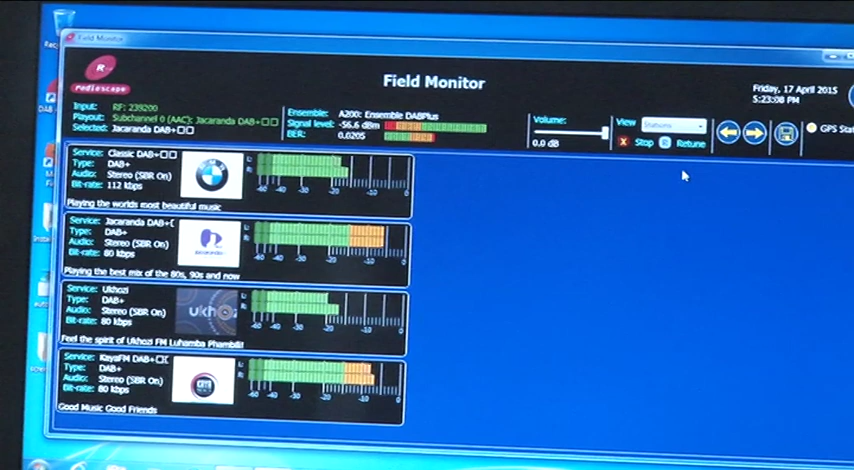 Field Monitor
mediascape
Field Monitor
Friday, 17 April 2015
5:23:08 PM
Input: RF: 239200
Playout: Subchannel 0 (AAC): Jacaranda DAB+□□
Selected: Jacaranda DAB+□□
Ensemble: A200: Ensemble DABPlus
Signal level: -56.6 dBm
BER: 0.0205
Volume:
0.0 dB
View Stations
X Stop R Retune
GPS Stat
Service: Classic DAB+□□
Type: DAB+
Audio: Stereo (SBR On)
Bit-rate: 112 kbps
L:
R:
-60 -40 -30 -20 -10 0
Playing the worlds most beautiful music
Service: Jacaranda DAB+[
Type: DAB+
Audio: Stereo (SBR On)
Bit-rate: 80 kbps
L:
R:
-60 -40 -30 -20 -10 0
Playing the best mix of the 80s, 90s and now
Service: Ukhozi
Type: DAB+
Audio: Stereo (SBR On)
Bit-rate: 80 kbps
ukhoz
L:
R:
-60 -40 -30 -20 -10 0
Feel the spirit of Ukhozi FM Luhamba Phambili!
Service: KayaFM DAB+□[
Type: DAB+
Audio: Stereo (SBR On)
Bit-rate: 80 kbps
L:
R:
-60 -40 -30 -20 -10 0
Good Music Good Friends